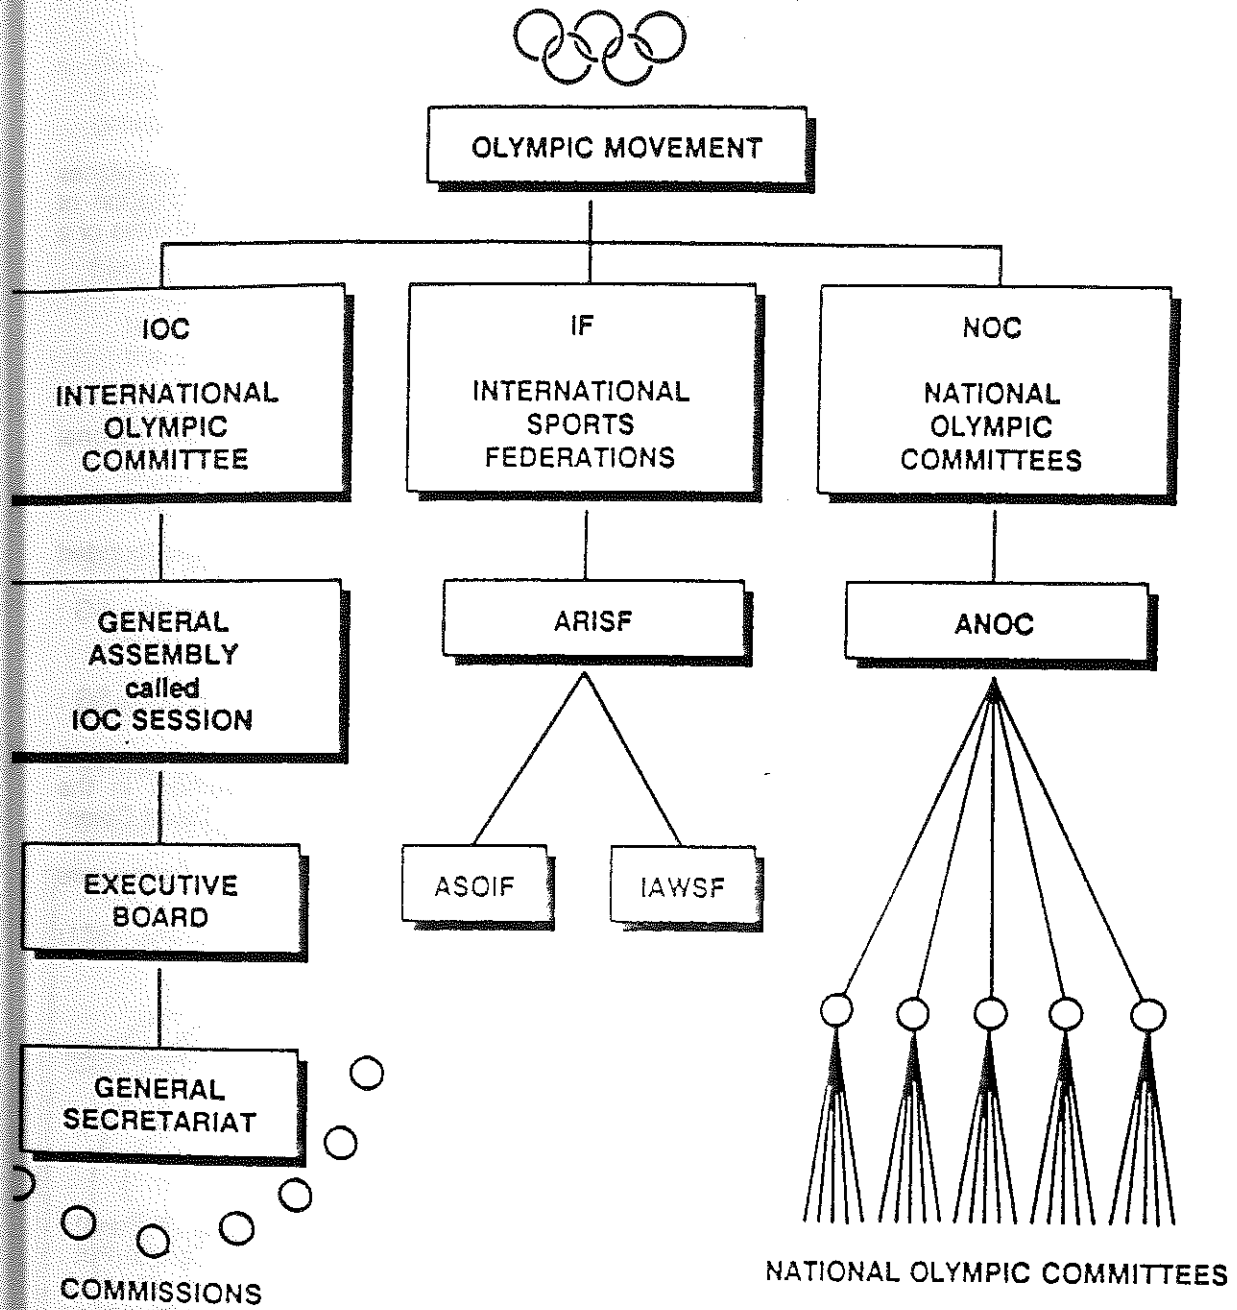 OLYMPIC MOVEMENT
IOC
INTERNATIONAL
OLYMPIC
COMMITTEE
IF
INTERNATIONAL
SPORTS
FEDERATIONS
NOC
NATIONAL
OLYMPIC
COMMITTEES
GENERAL
ASSEMBLY
called
IOC SESSION
ARISF
ANOC
EXECUTIVE
BOARD
ASOIF
IAWSF
GENERAL
SECRETARIAT
COMMISSIONS
NATIONAL OLYMPIC COMMITTEES